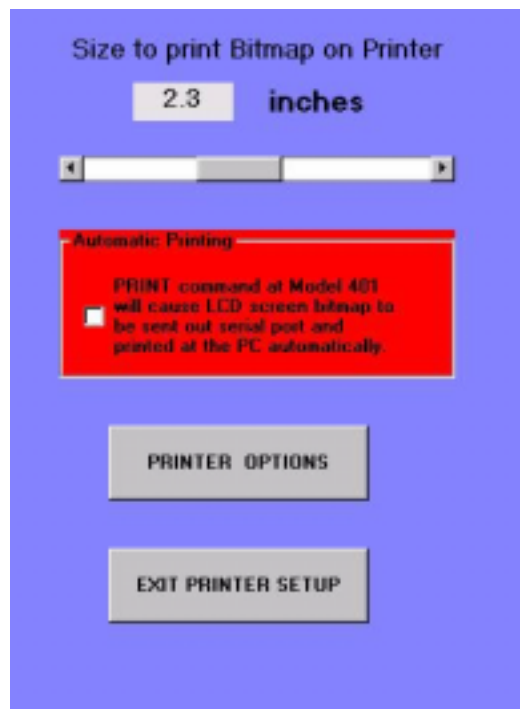 Size to print Bitmap on Printer
2.3 inches
Automatic Printing
PRINT command at Model 401
will cause LCD screen bitmap to
be sent out serial port and
printed at the PC automatically.
PRINTER OPTIONS
EXIT PRINTER SETUP